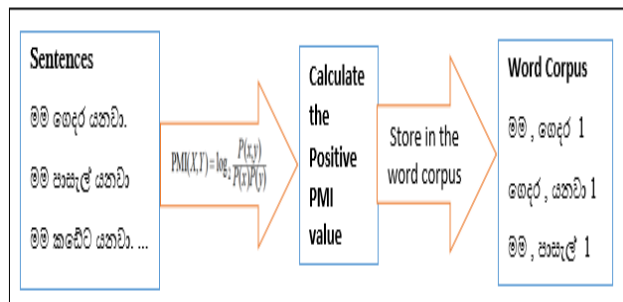 Sentences
මම ගෙදර යනවා.
මම පාසැල් යනවා
මම කඩේට යනවා. ...
PMI(X,Y)=log₂ P(x,y)/P(x)P(y)
Calculate
the
Positive
PMI
value
Store in the
word corpus
Word Corpus
මම , ගෙදර 1
ගෙදර , යනවා 1
මම , පාසැල් 1